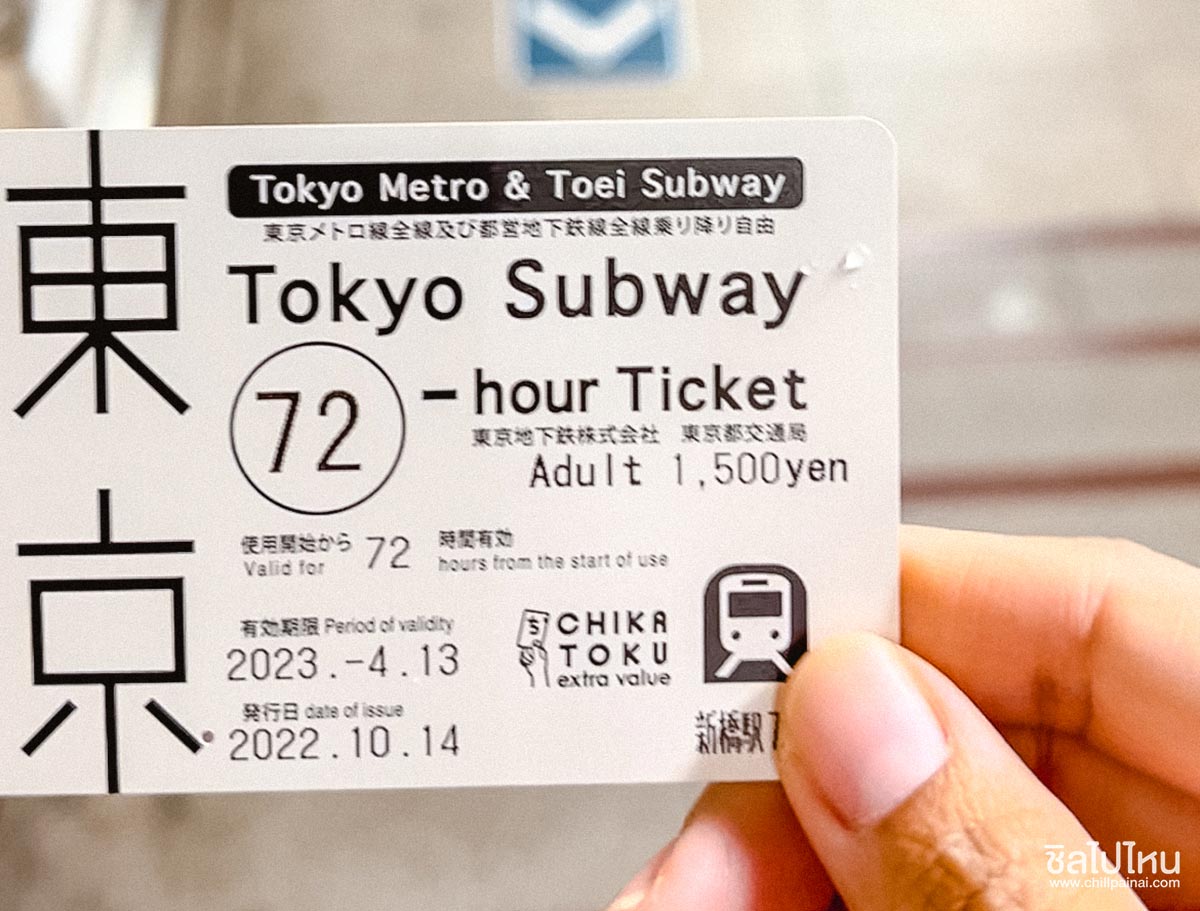 東京
Tokyo Metro & Toei Subway
東京メトロ線全線及び都営地下鉄線全線乗り降り自由
Tokyo Subway
72 -hour Ticket
東京地下鉄株式会社 東京都交通局
Adult 1,500yen
使用開始から 72 時間有効
Valid for hours from the start of use
有効期限 Period of validity
2023.-4.13
発行日 date of issue
2022.10.14
ち CHIKA
TOKU
extra value
新橋駅
ชิลไปไหน
www.chillpainai.com